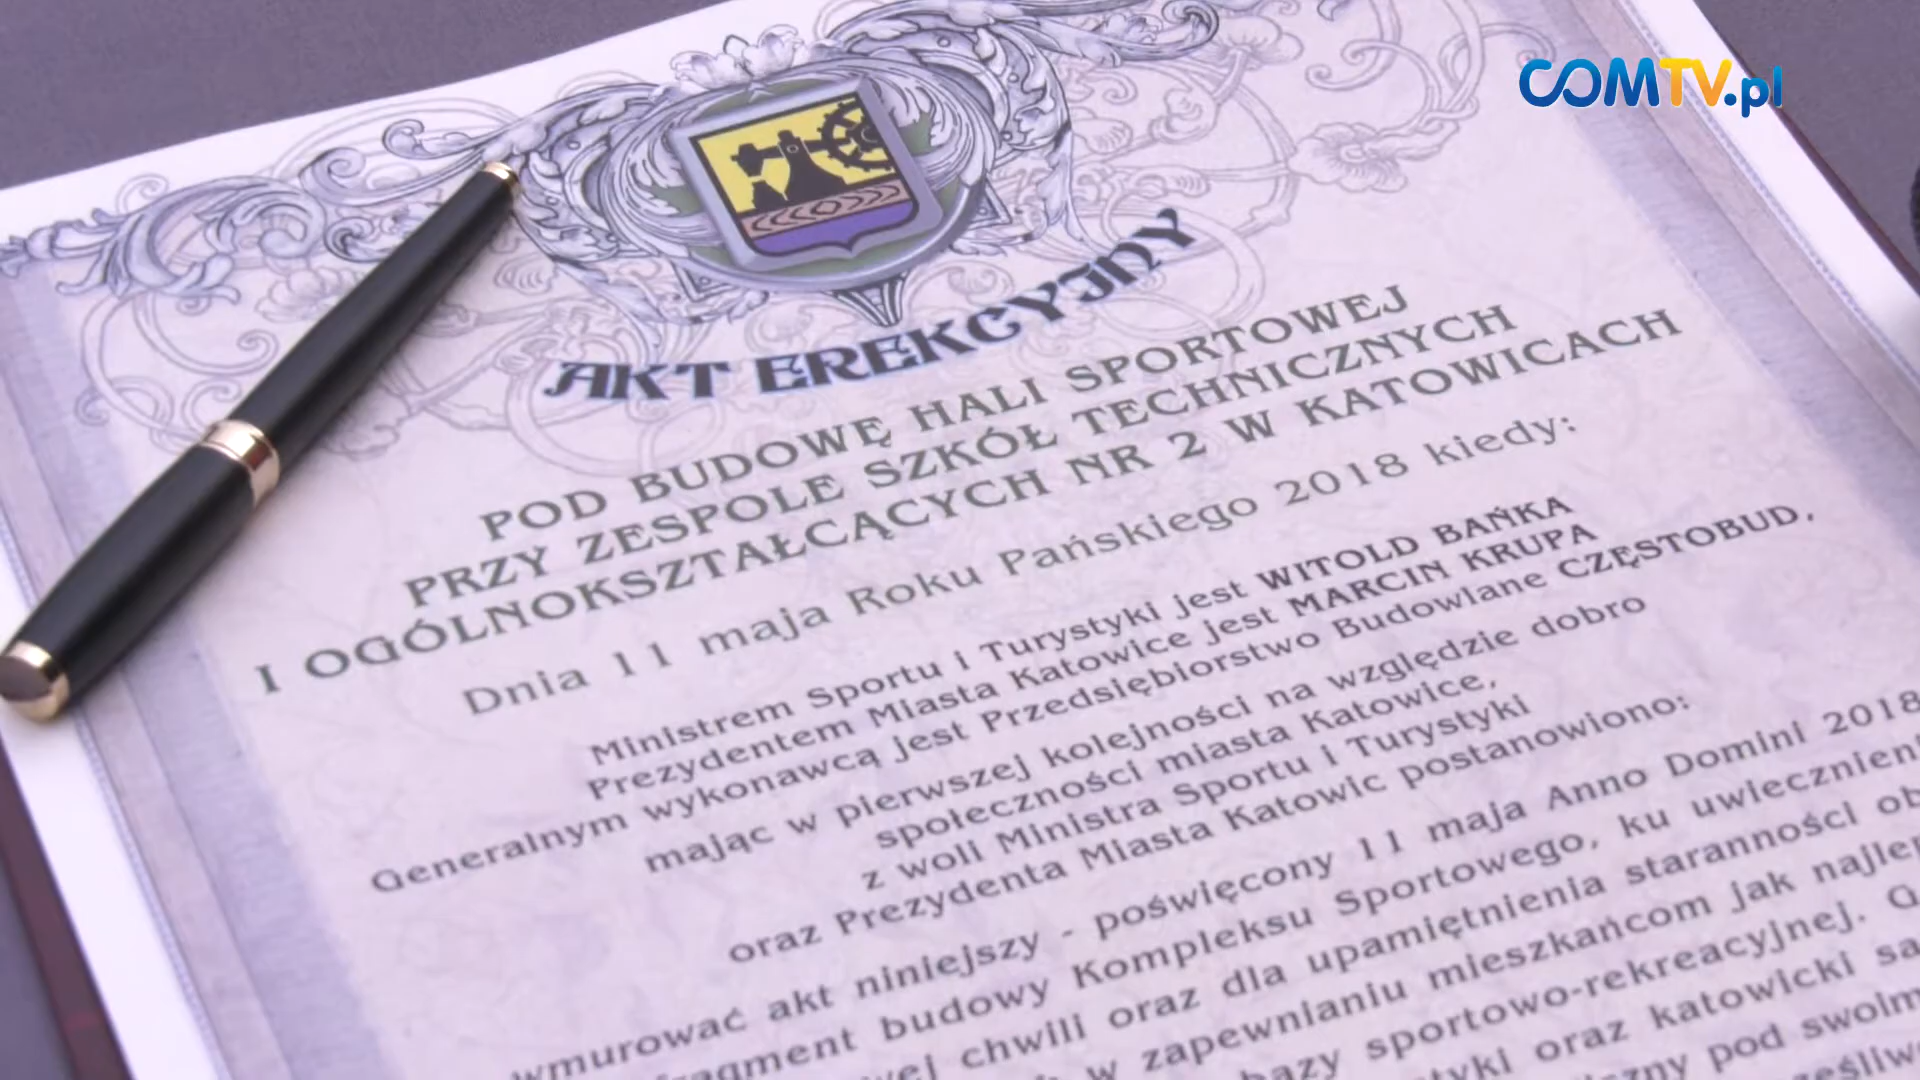 COMTV.pl
AKT EREKCYJNY
POD BUDOWĘ HALI SPORTOWEJ
PRZY ZESPOLE SZKÓŁ TECHNICZNYCH
I OGÓLNOKSZTAŁCĄCYCH NR 2 W KATOWICACH
Dnia 11 maja Roku Pańskiego 2018 kiedy:
Ministrem Sportu i Turystyki jest WITOLD BAŃKA
Prezydentem Miasta Katowice jest MARCIN KRUPA
Generalnym wykonawcą jest Przedsiębiorstwo Budowlane CZĘSTOBUD,
mając w pierwszej kolejności na względzie dobro
społeczności miasta Katowice,
z woli Ministra Sportu i Turystyki
oraz Prezydenta Miasta Katowic postanowiono:
wmurować akt niniejszy - poświęcony 11 maja Anno Domini 2018
budowy Kompleksu Sportowego, ku
chwili oraz dla upamiętnienia staranności
w zapewnianiu mieszkańcom jak
sportowo-rekreacyjnej.
oraz katowicki
pod